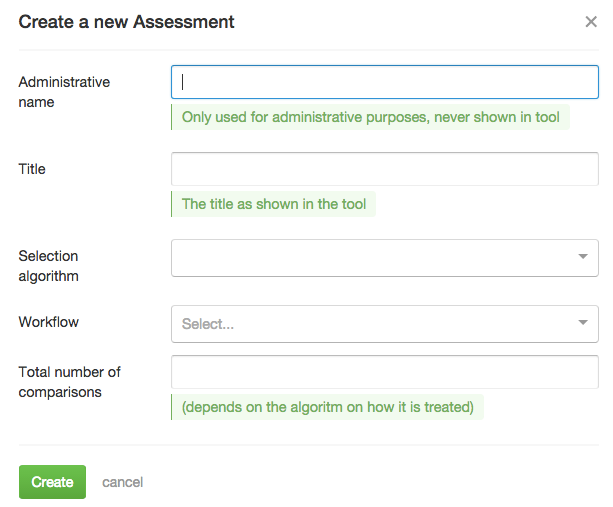 Create a new Assessment ×
Administrative
name
Only used for administrative purposes, never shown in tool
Title
The title as shown in the tool
Selection
algorithm
Workflow
Select...
Total number of
comparisons
(depends on the algoritm on how it is treated)
Create cancel